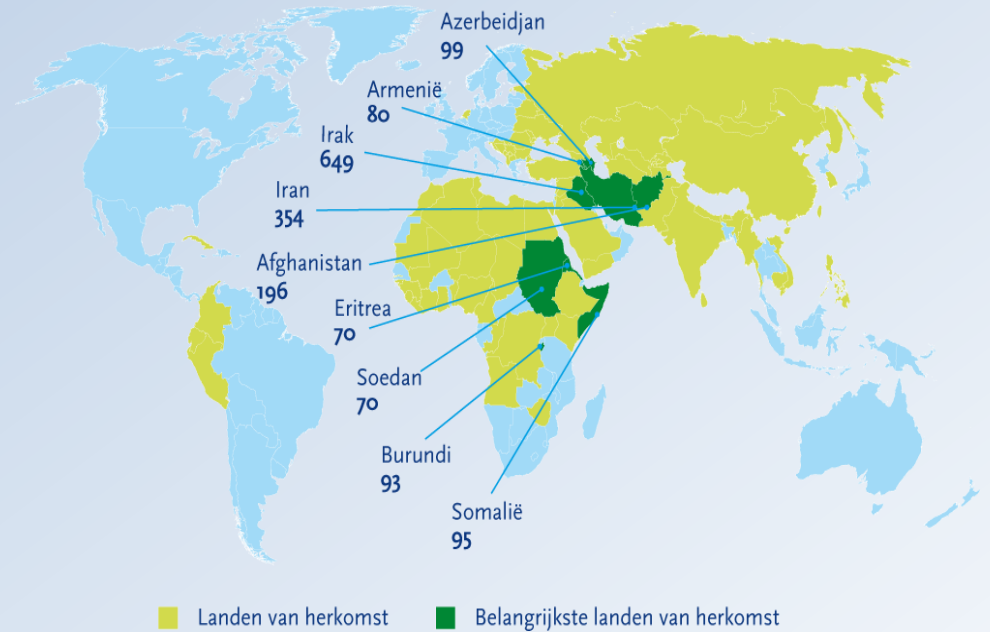 Azerbeidjan
99
Armenië
80
Irak
649
Iran
354
Afghanistan
196
Eritrea
70
Soedan
70
Burundi
93
Somalië
95
Landen van herkomst
Belangrijkste landen van herkomst